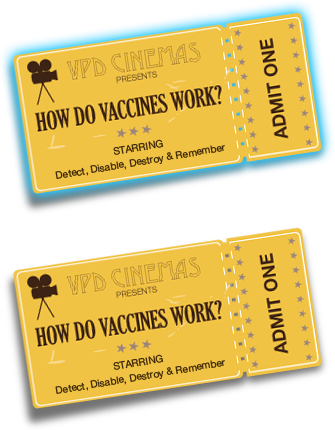 VPD CINEMAS
PRESENTS
HOW DO VACCINES WORK?
STARRING
Detect, Disable, Destroy & Remember
ADMIT ONE
VPD CINEMAS
PRESENTS
HOW DO VACCINES WORK?
STARRING
Detect, Disable, Destroy & Remember
ADMIT ONE